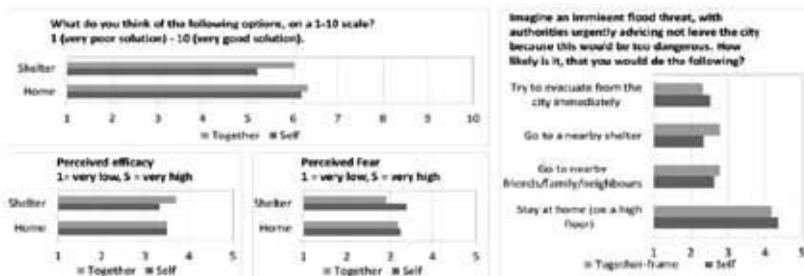 What do you think of the following options, on a 1-10 scale?
1 (very poor solution) - 10 (very good solution).
Shelter
Home
1 2 3 4 5 6 7 8 9 10
Together Self
Perceived efficacy
1= very low, 5 = very high
Shelter
Home
1 2 3 4 5
Together Self
Perceived Fear
1= very low, 5 = very high
Shelter
Home
1 2 3 4 5
Together Self
Imagine an imminent flood threat, with
authorities urgently advicing not leave the city
because this would be too dangerous. How
likely is it, that you would do the following?
Try to evacuate from the
city immediately
Go to a nearby shelter
Go to nearby
friends/family/neighbours
Stay at home (on a high
floor)
1 2 3 4 5
Together-frame Self